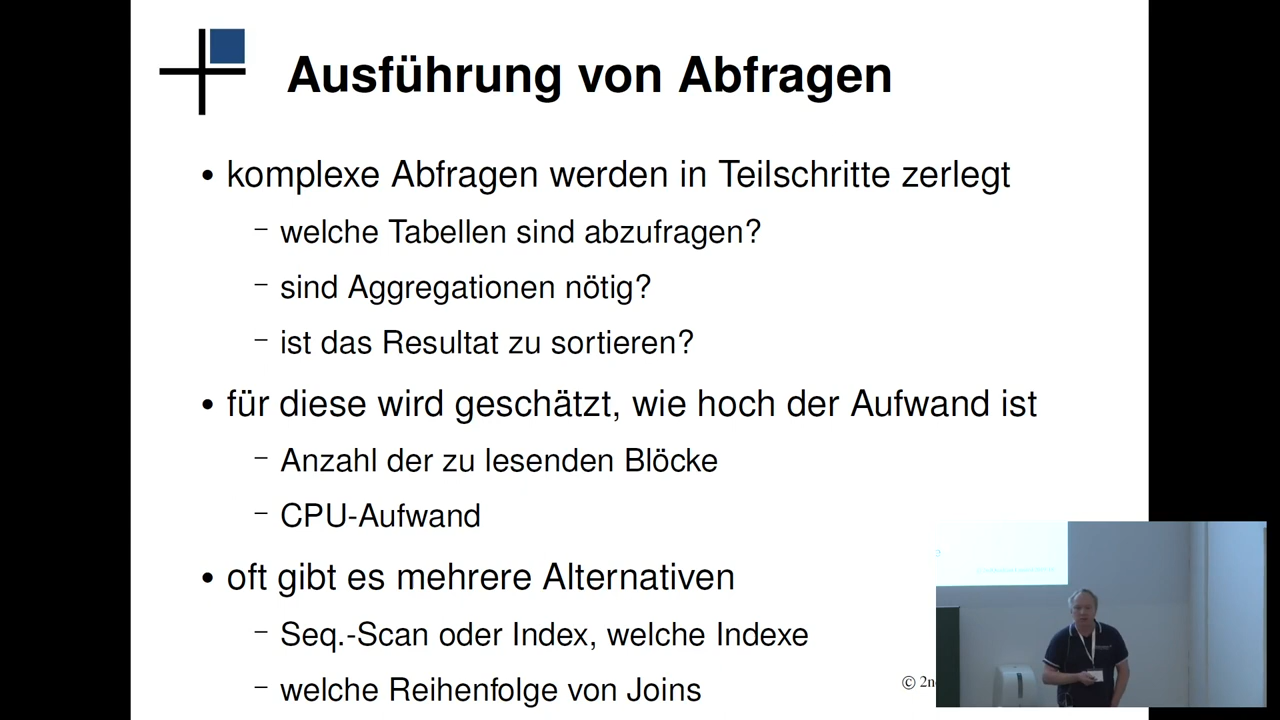 Ausführung von Abfragen
• komplexe Abfragen werden in Teilschritte zerlegt
– welche Tabellen sind abzufragen?
– sind Aggregationen nötig?
– ist das Resultat zu sortieren?
• für diese wird geschätzt, wie hoch der Aufwand ist
– Anzahl der zu lesenden Blöcke
– CPU-Aufwand
• oft gibt es mehrere Alternativen
– Seq.-Scan oder Index, welche Indexe
– welche Reihenfolge von Joins
©